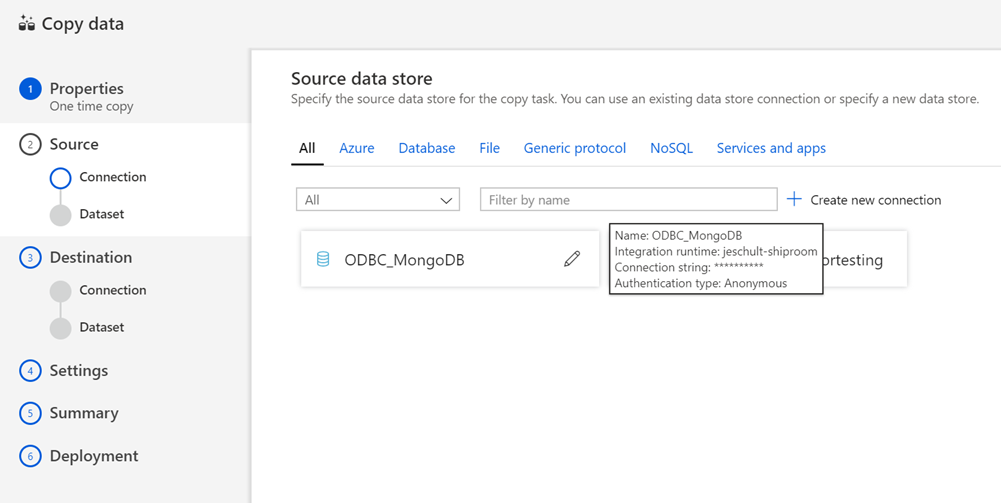 Copy data
1
Properties
One time copy
2
Source
Connection
Dataset
3
Destination
Connection
Dataset
4
Settings
5
Summary
6
Deployment
Source data store
Specify the source data store for the copy task. You can use an existing data store connection or specify a new data store.
All Azure Database File Generic protocol NoSQL Services and apps
All
Filter by name
Create new connection
ODBC_MongoDB
Name: ODBC_MongoDB
Integration runtime: jeschult-shiproom
Connection string: **********
Authentication type: Anonymous
ortesting